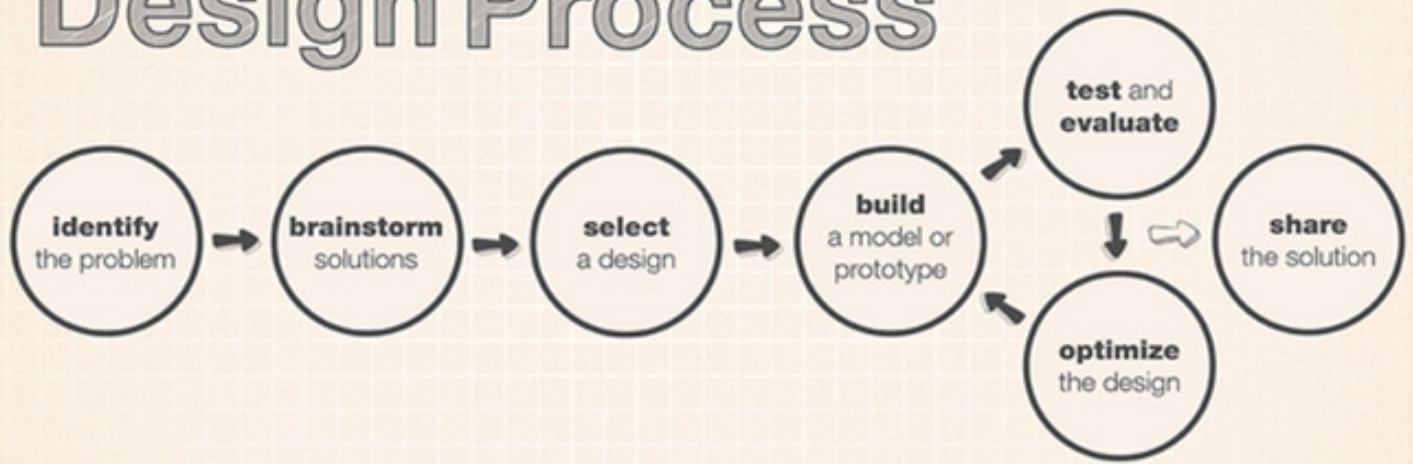 Design Process
identify
the problem
brainstorm
solutions
select
a design
build
a model or
prototype
test and
evaluate
optimize
the design
share
the solution